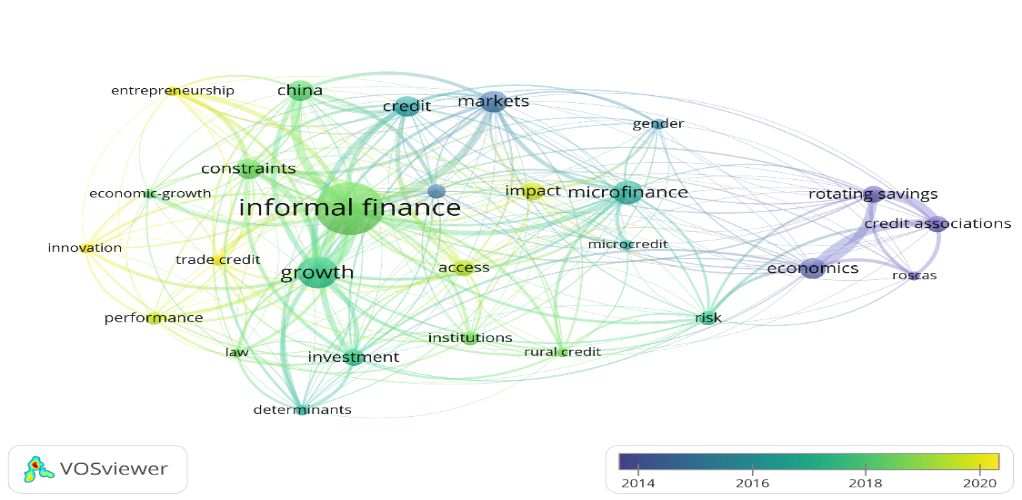 entrepreneurship
china
credit
markets
gender
constraints
economic-growth
informal finance
impact
microfinance
rotating savings
credit associations
innovation
trade credit
growth
access
microcredit
economics
roscas
performance
law
investment
institutions
rural credit
risk
determinants
VOSviewer
2014
2016
2018
2020